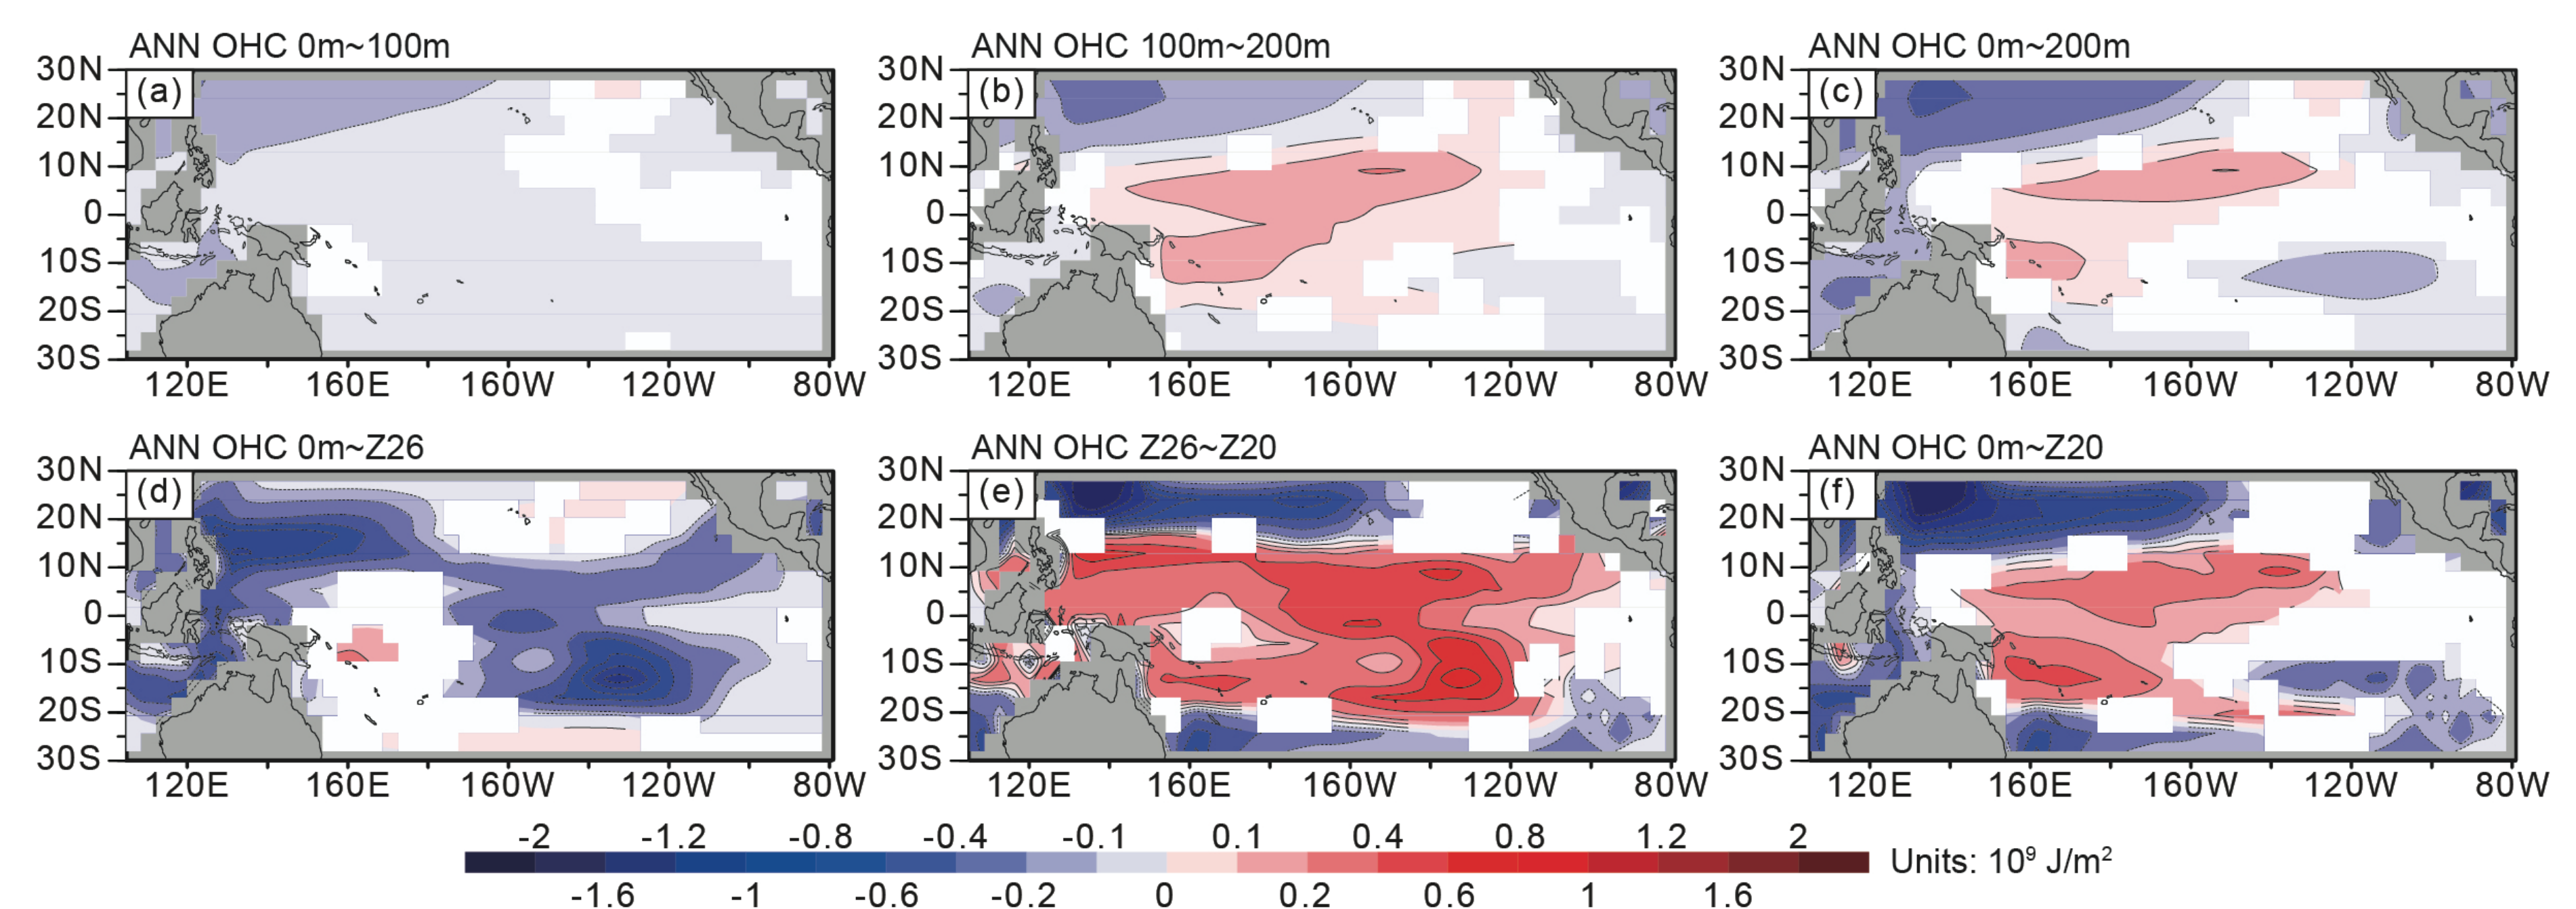 ANN OHC 0m~100m
ANN OHC 100m~200m
ANN OHC 0m~200m
30N
20N
10N
0
10S
20S
30S
(a)
120E 160E 160W 120W 80W
30N
20N
10N
0
10S
20S
30S
(b)
120E 160E 160W 120W 80W
30N
20N
10N
0
10S
20S
30S
(c)
120E 160E 160W 120W 80W
ANN OHC 0m~Z26
ANN OHC Z26~Z20
ANN OHC 0m~Z20
30N
20N
10N
0
10S
20S
30S
(d)
120E 160E 160W 120W 80W
30N
20N
10N
0
10S
20S
30S
(e)
120E 160E 160W 120W 80W
30N
20N
10N
0
10S
20S
30S
(f)
120E 160E 160W 120W 80W
-2 -1.2 -0.8 -0.4 -0.1 0.1 0.4 0.8 1.2 2
Units: 10⁹ J/m²
-1.6 -1 -0.6 -0.2 0 0.2 0.6 1 1.6